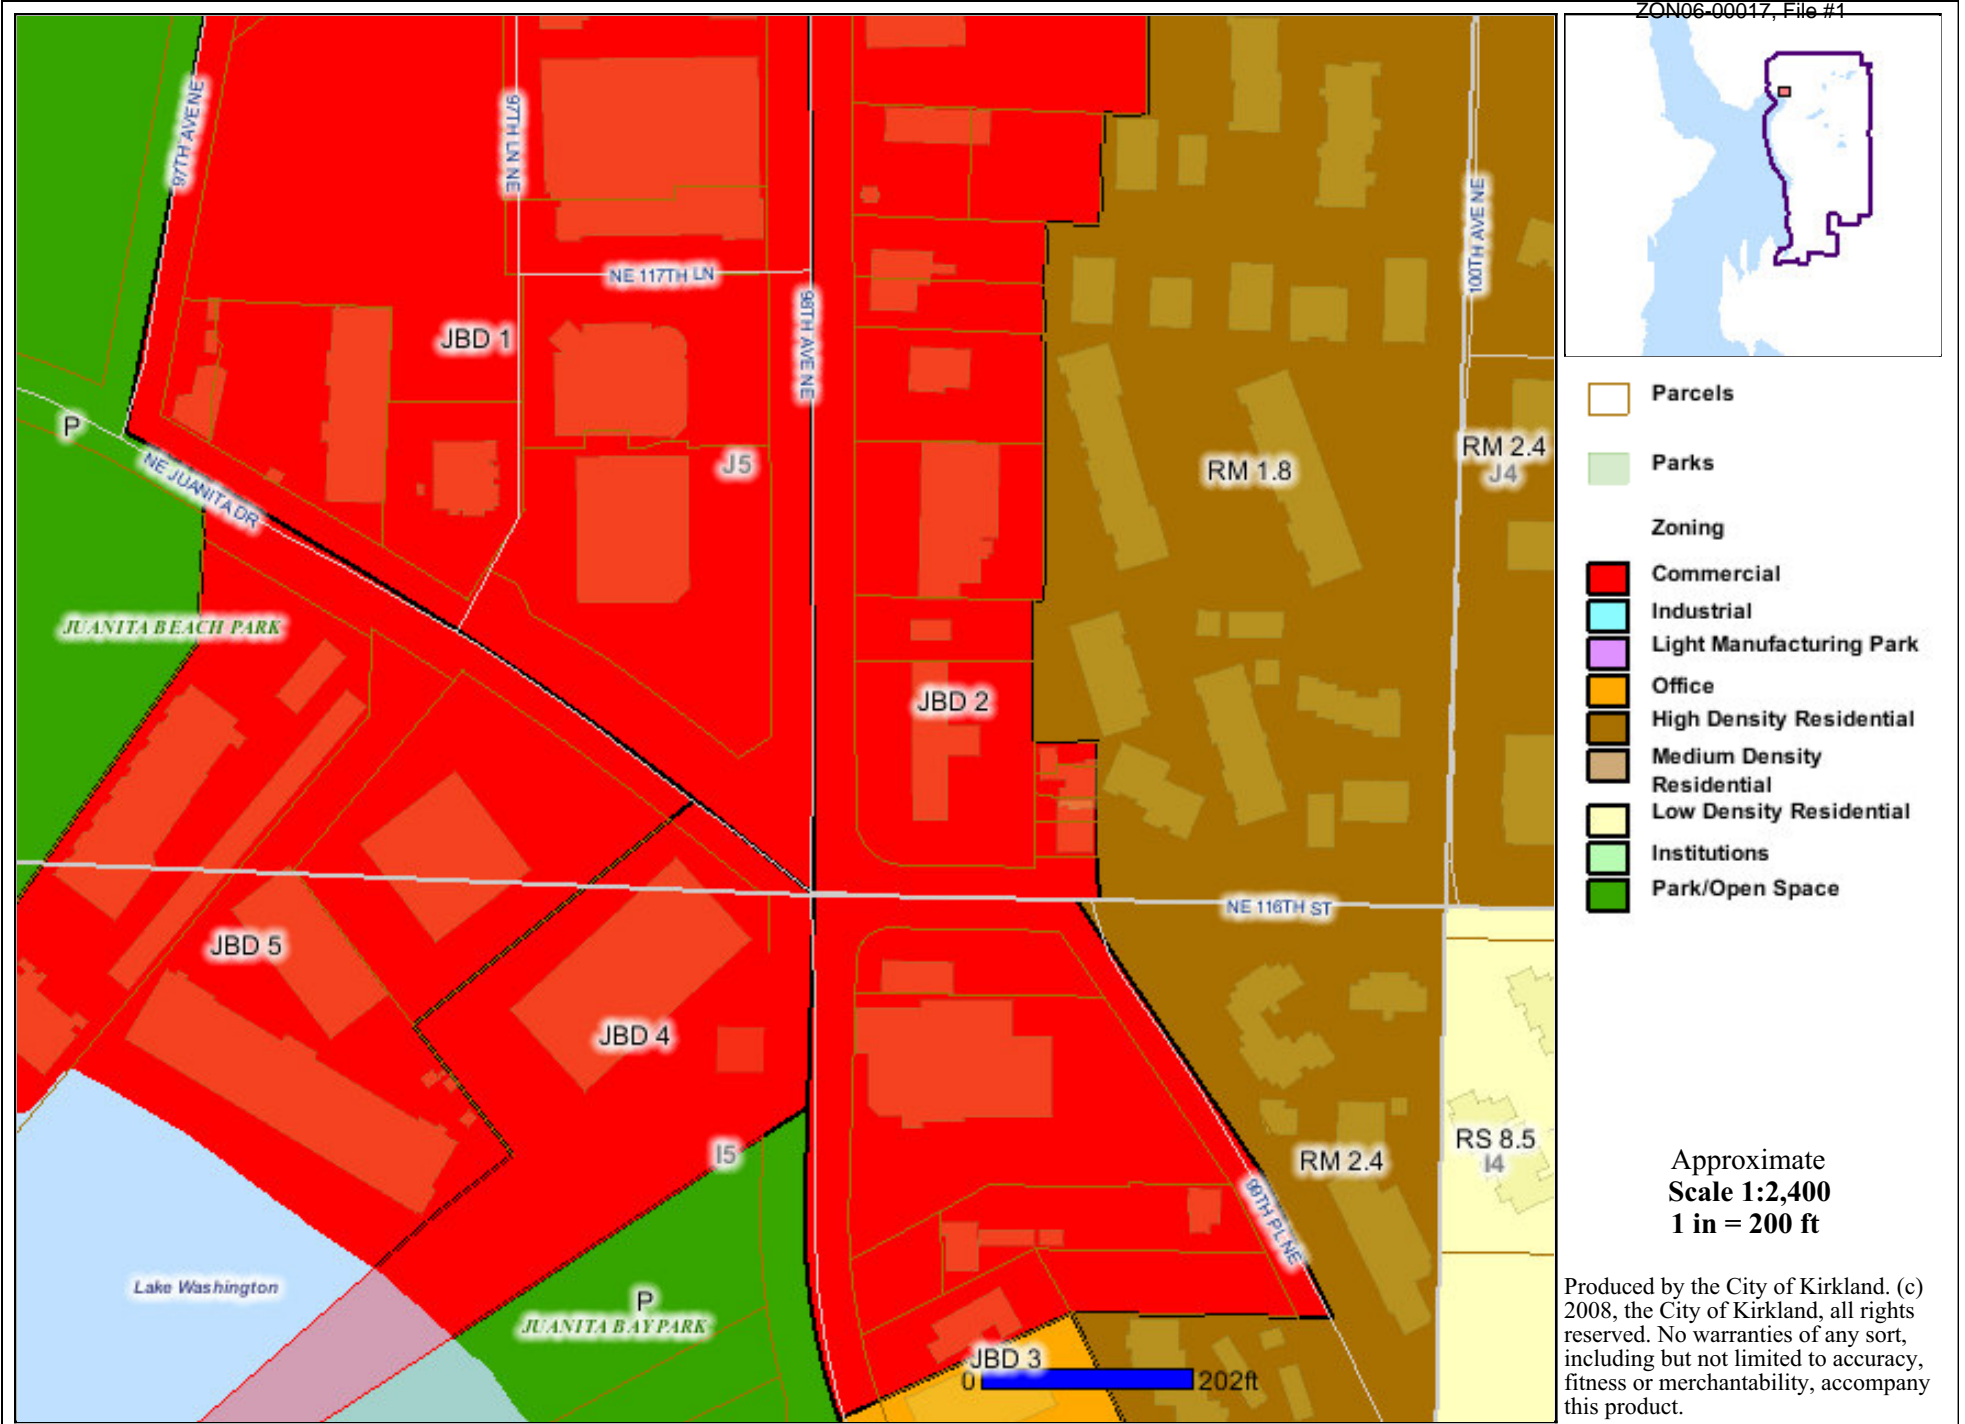 ZON06-00017, File #1
97TH AVENE
97TH LN NE
NE 117TH LN
98TH AVE NE
100TH AVE NE
JBD 1
P
NE JUANITA DR
J5
RM 1.8
RM 2.4
J4
JUANITA BEACH PARK
JBD 2
NE 116TH ST
JBD 5
JBD 4
I5
RM 2.4
RS 8.5
I4
99TH PL NE
Lake Washington
P
JUANITA BAY PARK
JBD 3
0 202ft
Parcels
Parks
Zoning
Commercial
Industrial
Light Manufacturing Park
Office
High Density Residential
Medium Density
Residential
Low Density Residential
Institutions
Park/Open Space
Approximate
Scale 1:2,400
1 in = 200 ft
Produced by the City of Kirkland. (c)
2008, the City of Kirkland, all rights
reserved. No warranties of any sort,
including but not limited to accuracy,
fitness or merchantability, accompany
this product.